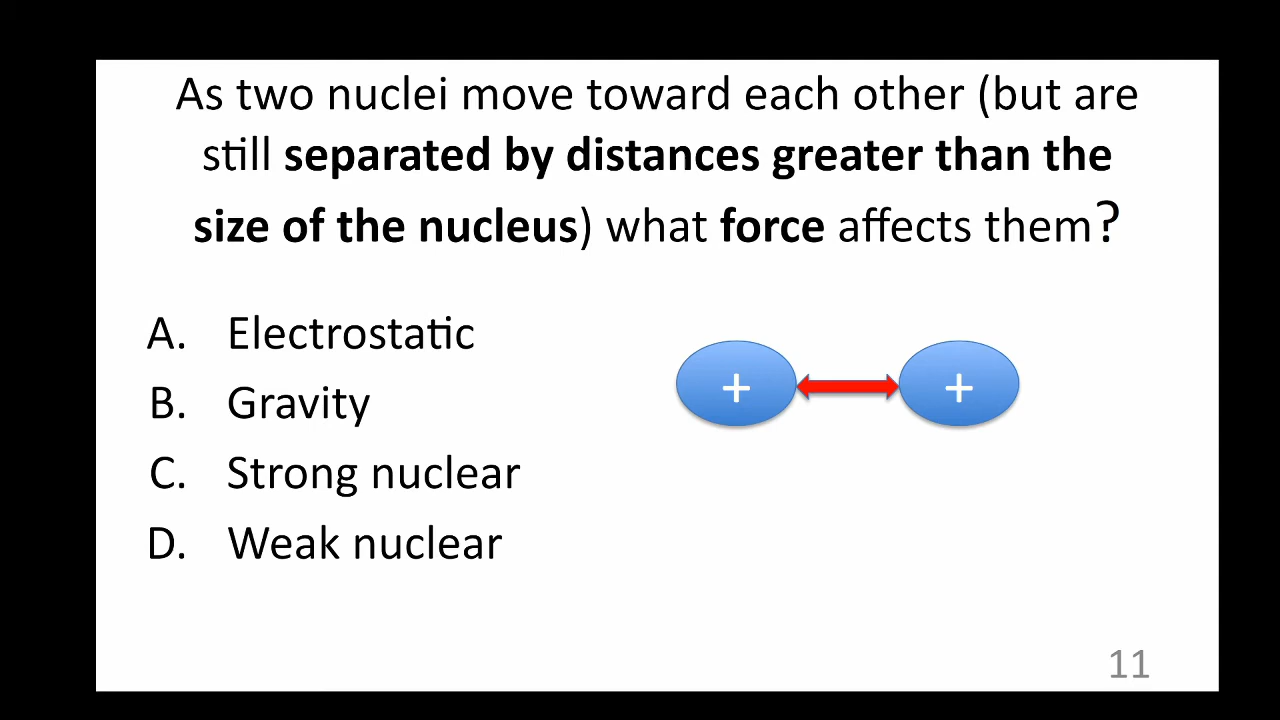 As two nuclei move toward each other (but are
still separated by distances greater than the
size of the nucleus) what force affects them?
A. Electrostatic
B. Gravity
C. Strong nuclear
D. Weak nuclear
+ +
11